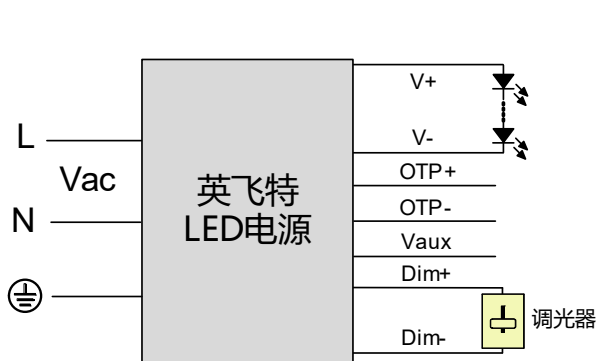 V+
L
V-
Vac
英飞特
LED电源
OTP+
N
OTP-
Vaux
Dim+
调光器
Dim-